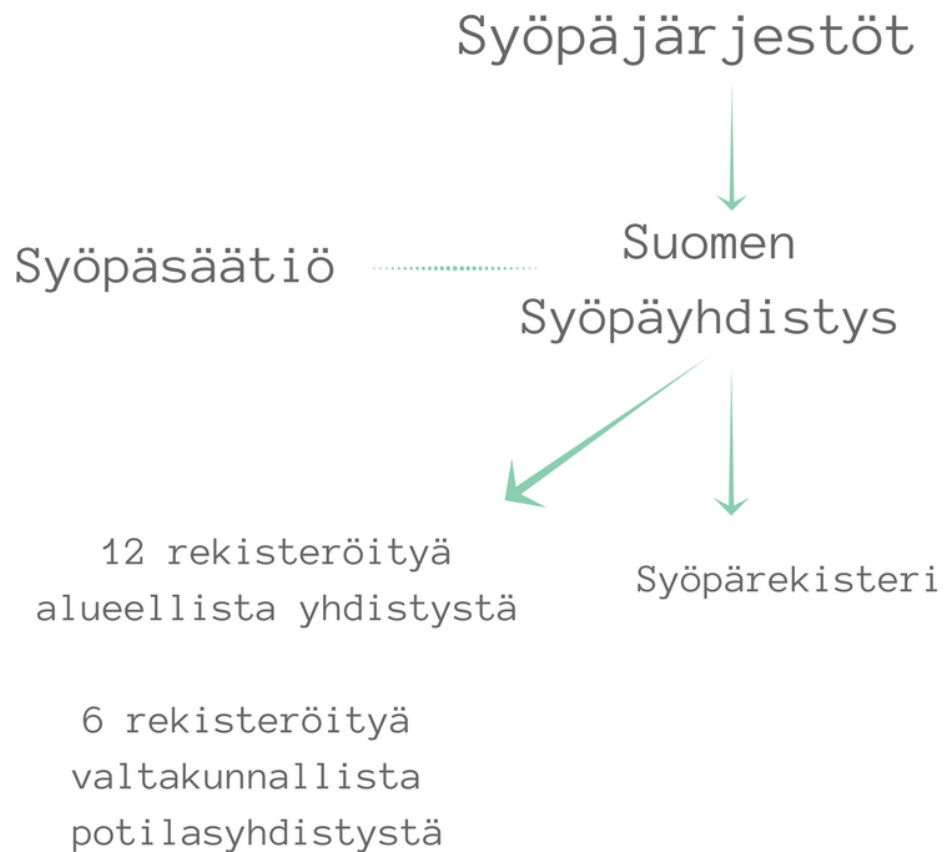 Syöpäjärjestöt
Syöpäsäätiö
Suomen
Syöpäyhdistys
12 rekisteröityä
alueellista yhdistystä
Syöpärekisteri
6 rekisteröityä
valtakunnallista
potilasyhdistystä